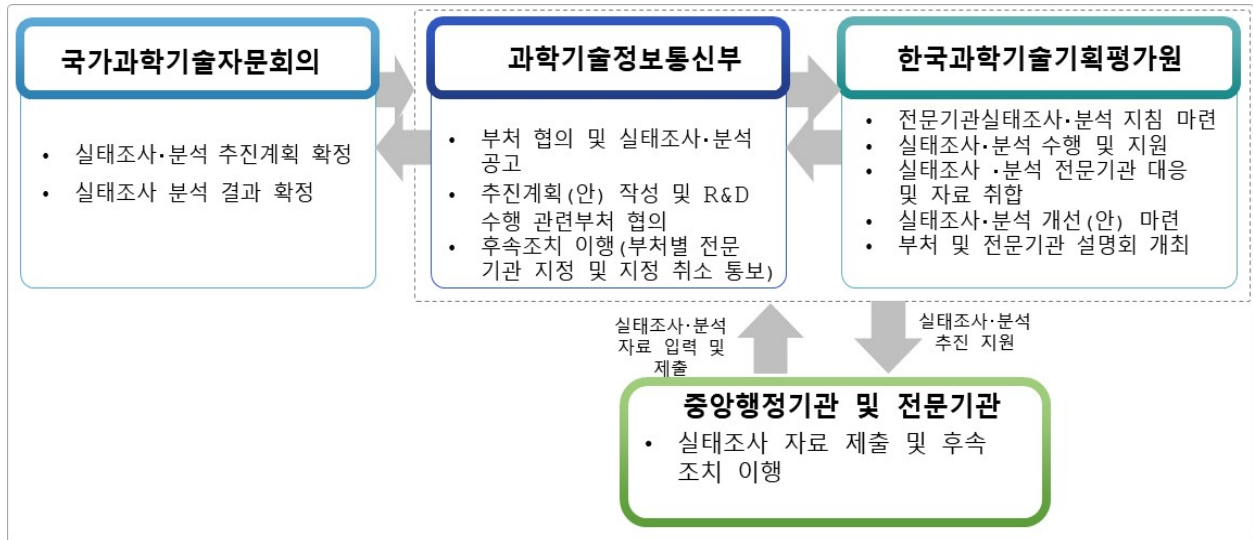 국가과학기술자문회의
• 실태조사·분석 추진계획 확정
• 실태조사 분석 결과 확정
과학기술정보통신부
• 부처 협의 및 실태조사·분석
공고
• 추진계획(안) 작성 및 R&D
수행 관련부처 협의
• 후속조치 이행(부처별 전문
기관 지정 및 지정 취소 통보)
한국과학기술기획평가원
• 전문기관실태조사·분석 지침 마련
• 실태조사·분석 수행 및 지원
• 실태조사 ·분석 전문기관 대응
및 자료 취합
• 실태조사·분석 개선(안) 마련
• 부처 및 전문기관 설명회 개최
실태조사·분석
자료 입력 및
제출
실태조사·분석
추진 지원
중앙행정기관 및 전문기관
• 실태조사 자료 제출 및 후속
조치 이행